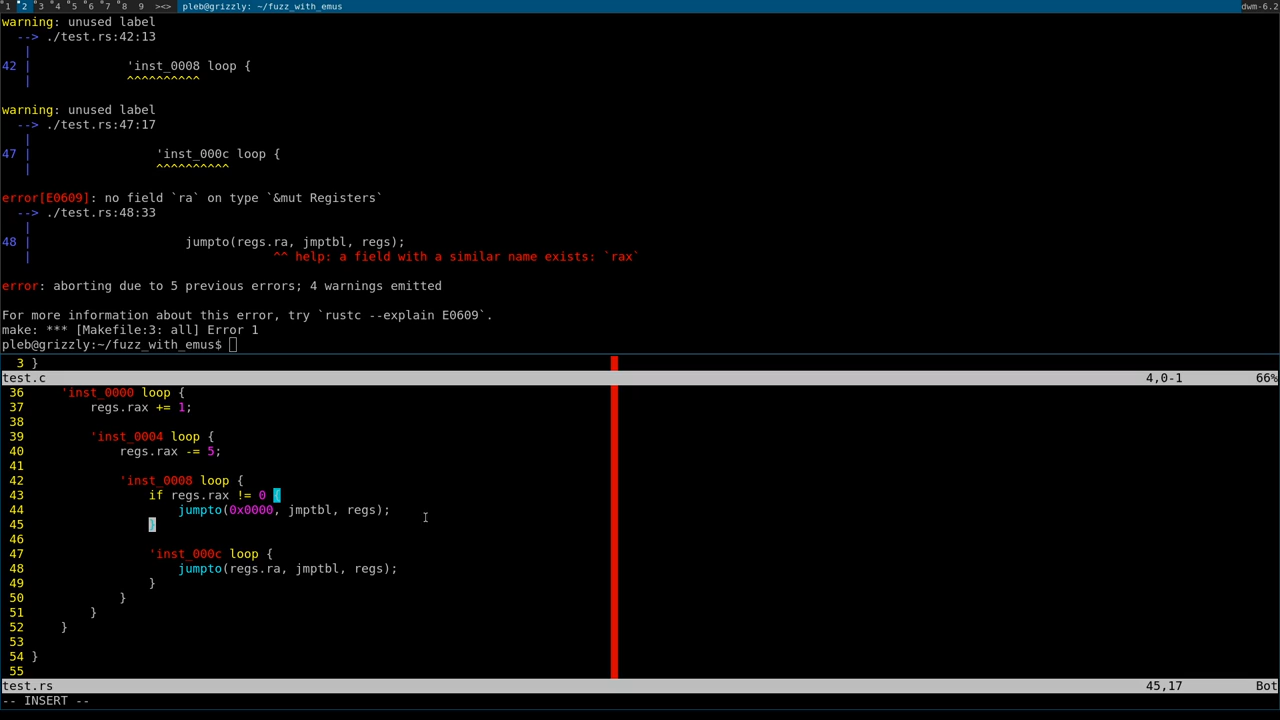 1 2 3 4 5 6 7 8 9 ><> pleb@grizzly: ~/fuzz_with_emus dwm-6.2
warning: unused label
--> ./test.rs:42:13
|
42 | 'inst_0008 loop {
| ^^^^^^^^^^
warning: unused label
--> ./test.rs:47:17
|
47 | 'inst_000c loop {
| ^^^^^^^^^^
error[E0609]: no field `ra` on type `&mut Registers`
--> ./test.rs:48:33
|
48 | jumpto(regs.ra, jmptbl, regs);
| ^^ help: a field with a similar name exists: `rax`
error: aborting due to 5 previous errors; 4 warnings emitted
For more information about this error, try `rustc --explain E0609`.
make: *** [Makefile:3: all] Error 1
pleb@grizzly:~/fuzz_with_emus$
3 }
test.c 4,0-1 66%
36 'inst_0000 loop {
37 regs.rax += 1;
38
39 'inst_0004 loop {
40 regs.rax -= 5;
41
42 'inst_0008 loop {
43 if regs.rax != 0 {
44 jumpto(0x0000, jmptbl, regs);
45 }
46
47 'inst_000c loop {
48 jumpto(regs.ra, jmptbl, regs);
49 }
50 }
51 }
52 }
53
54 }
55
test.rs 45,17 Bot
-- INSERT --